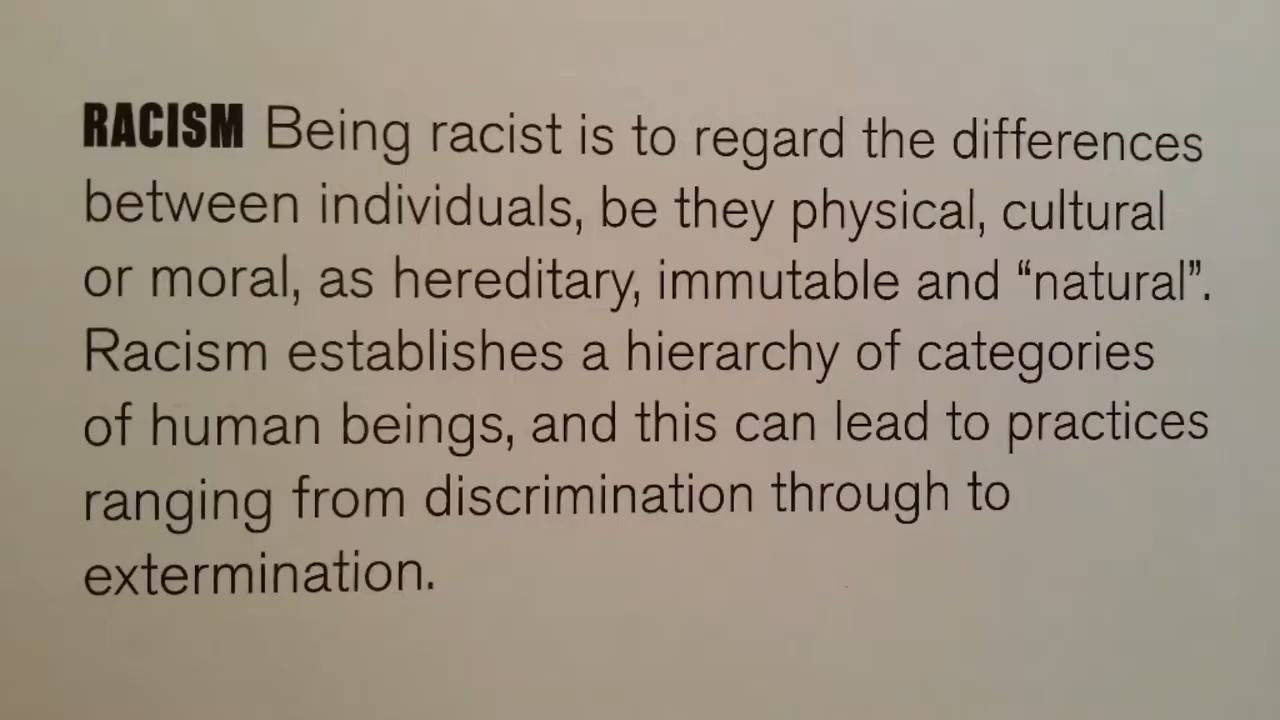 RACISM Being racist is to regard the differences
between individuals, be they physical, cultural
or moral, as hereditary, immutable and “natural”.
Racism establishes a hierarchy of categories
of human beings, and this can lead to practices
ranging from discrimination through to
extermination.